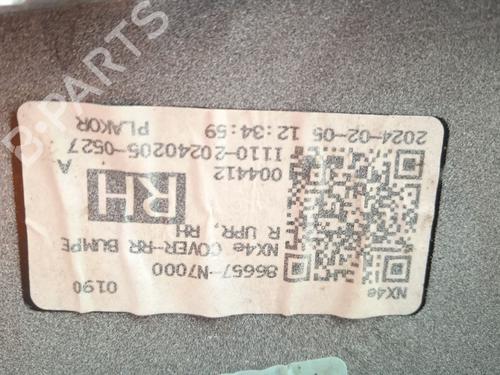 NX4e
86657-N7000
0190
NX4e COVER-RR BUMPE
R UPR, RH
RH
004412
A
1110-20240205-0527
2024-02-05 12:34:59
PLAKOR
B-PARTS